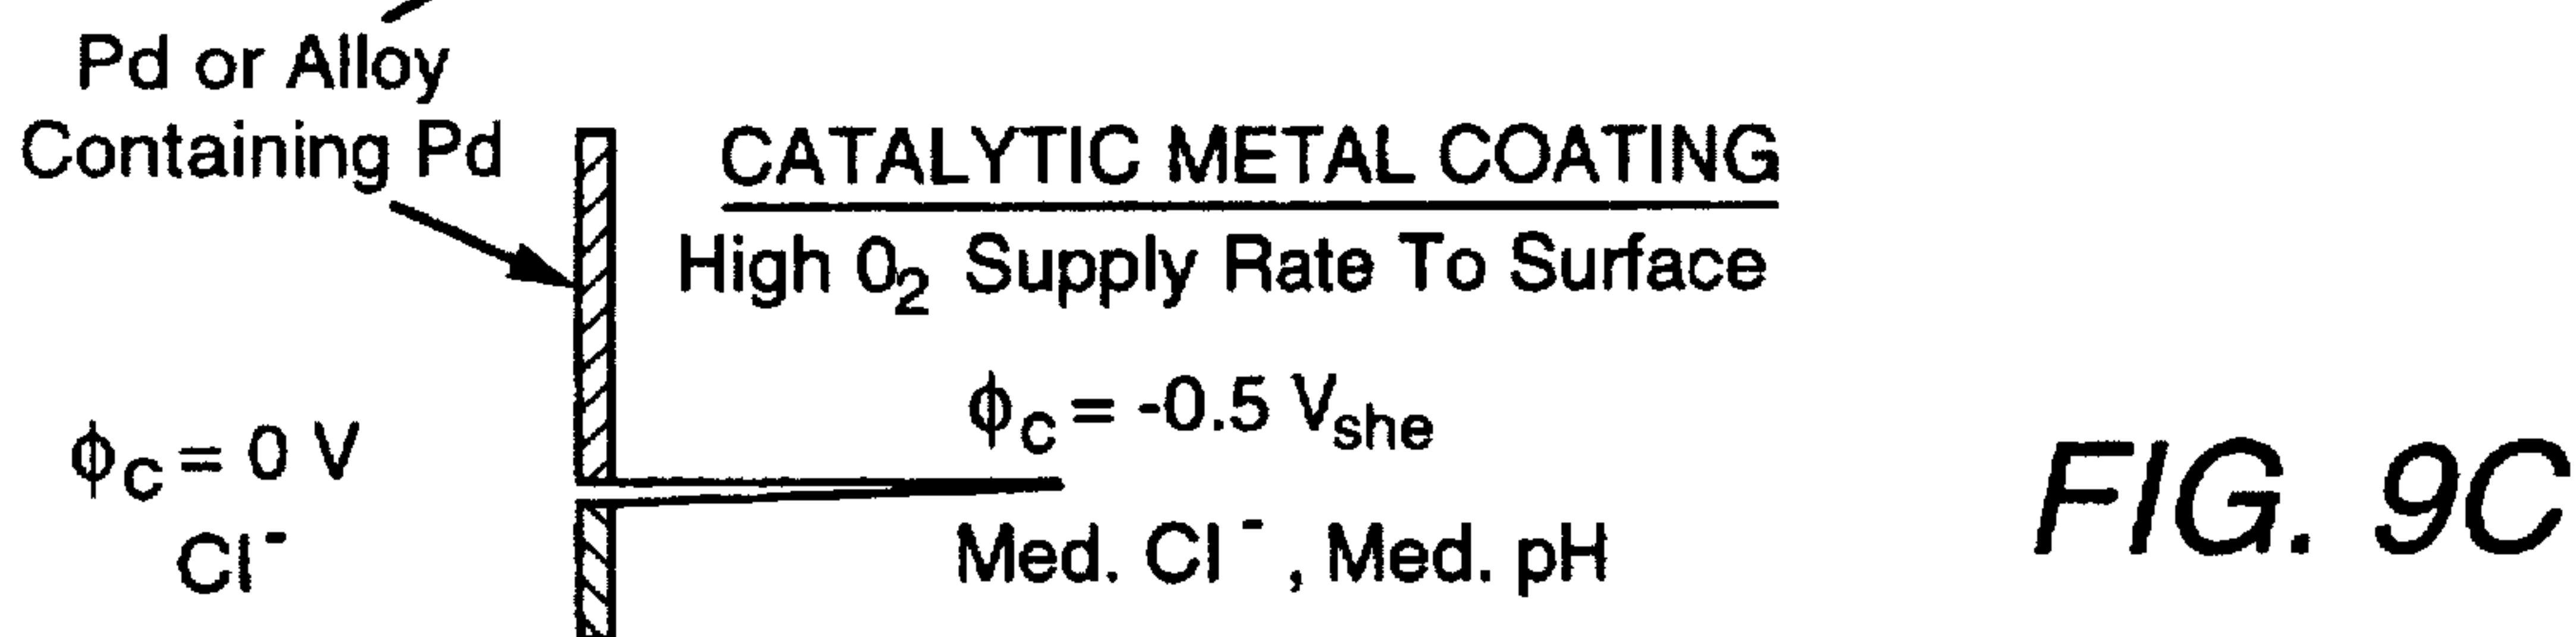 Pd or Alloy
Containing Pd
CATALYTIC METAL COATING
High O₂ Supply Rate To Surface
ϕc = -0.5 Vshe
ϕc = 0 V
Cl⁻
Med. Cl⁻, Med. pH
FIG. 9C